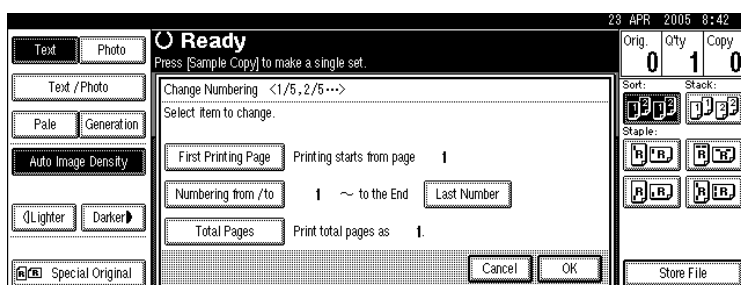 23 APR 2005 8:42
Text
Photo
Text / Photo
Pale
Generation
Auto Image Density
Lighter
Darker
Special Original
Ready
Press [Sample Copy] to make a single set.
Change Numbering <1/5,2/5···>
Select item to change.
First Printing Page
Printing starts from page 1
Numbering from /to
1 ~ to the End
Last Number
Total Pages
Print total pages as 1.
Cancel
OK
Orig. Q'ty Copy
0 1 0
Sort: Stack:
Staple:
Store File